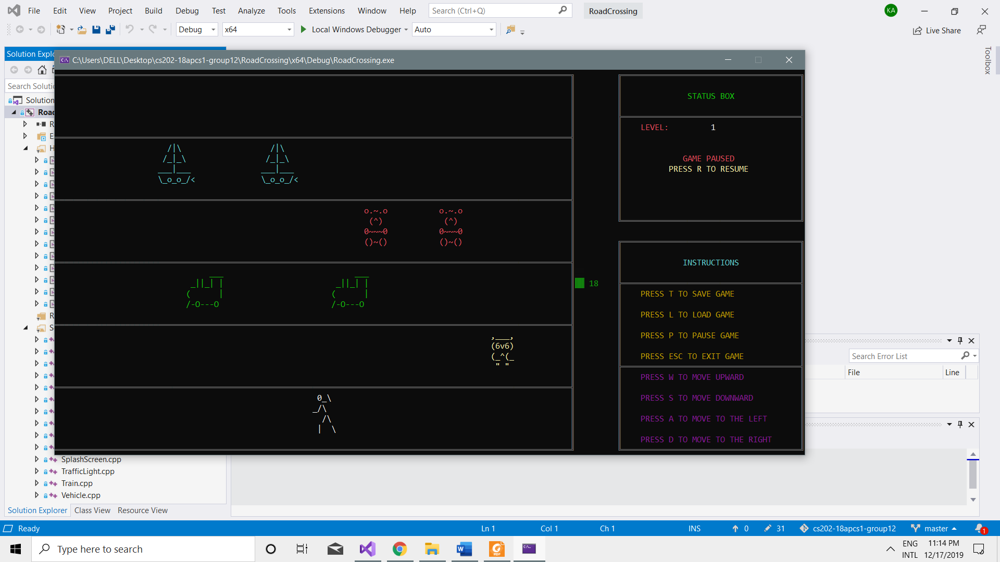 File Edit View Project Build Debug Test Analyze Tools Extensions Window Help Search (Ctrl+Q) RoadCrossing KA
Debug x64 Local Windows Debugger Auto Live Share
Solution Explo
Toolbox
C:\Users\DELL\Desktop\cs202-18apcs1-group12\RoadCrossing\x64\Debug\RoadCrossing.exe
Search Solutio
Solution
Road
R
E
H
R
S
STATUS BOX
LEVEL: 1
GAME PAUSED
PRESS R TO RESUME
/|\ /|\
/_|_\ /_|_\
___|___ ___|___
\_o_o_/< \_o_o_/<
o.~.o o.~.o
(^) (^)
0~~~0 0~~~0
()~() ()~()
___ ___
_||_| | _||_| |
( | ( |
/-O---O /-O---O
18
,___,
(6v6)
(_^(_
" "
0_\
_/\
/\
| \
INSTRUCTIONS
PRESS T TO SAVE GAME
PRESS L TO LOAD GAME
PRESS P TO PAUSE GAME
PRESS ESC TO EXIT GAME
PRESS W TO MOVE UPWARD
PRESS S TO MOVE DOWNWARD
PRESS A TO MOVE TO THE LEFT
PRESS D TO MOVE TO THE RIGHT
Search Error List
File Line
SplashScreen.cpp
TrafficLight.cpp
Train.cpp
Vehicle.cpp
Solution Explorer Class View Resource View
Ready Ln 1 Col 1 Ch 1 INS 0 31 cs202-18apcs1-group12 master 1
Type here to search
ENG 11:14 PM
INTL 12/17/2019